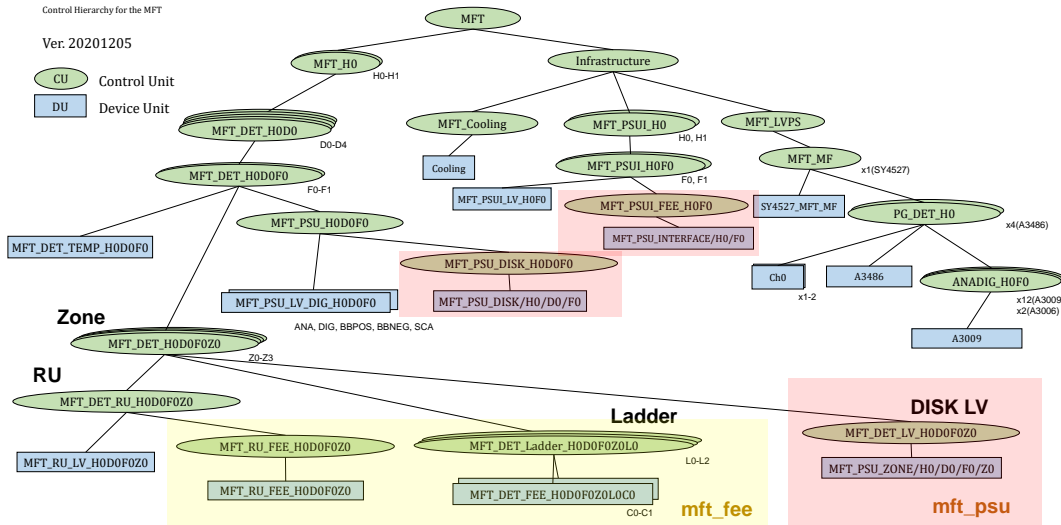 Control Hierarchy for the MFT
Ver. 20201205
CU Control Unit
DU Device Unit
MFT
MFT_H0
H0-H1
Infrastructure
MFT_DET_H0D0
D0-D4
MFT_Cooling
MFT_PSUI_H0
H0, H1
MFT_LVPS
MFT_DET_H0D0F0
F0-F1
Cooling
MFT_PSUI_H0F0
F0, F1
MFT_MF
x1(SY4527)
MFT_PSUI_LV_H0F0
MFT_PSUI_FEE_H0F0
SY4527_MFT_MF
MFT_PSU_H0D0F0
PG_DET_H0
x4(A3486)
MFT_DET_TEMP_H0D0F0
MFT_PSU_INTERFACE/H0/F0
MFT_PSU_DISK_H0D0F0
Ch0
x1-2
A3486
ANADIG_H0F0
x12(A3009
x2(A3006)
MFT_PSU_LV_DIG_H0D0F0
ANA, DIG, BBPOS, BBNEG, SCA
MFT_PSU_DISK/H0/D0/F0
A3009
Zone
MFT_DET_H0D0F0Z0
Z0-Z3
RU
MFT_DET_RU_H0D0F0Z0
Ladder
DISK LV
MFT_RU_FEE_H0D0F0Z0
MFT_DET_Ladder_H0D0F0Z0L0
L0-L2
MFT_DET_LV_H0D0F0Z0
MFT_RU_LV_H0D0F0Z0
MFT_PSU_ZONE/H0/D0/F0/Z0
MFT_RU_FEE_H0D0F0Z0
MFT_DET_FEE_H0D0F0Z0L0C0
C0-C1
mft_fee
mft_psu